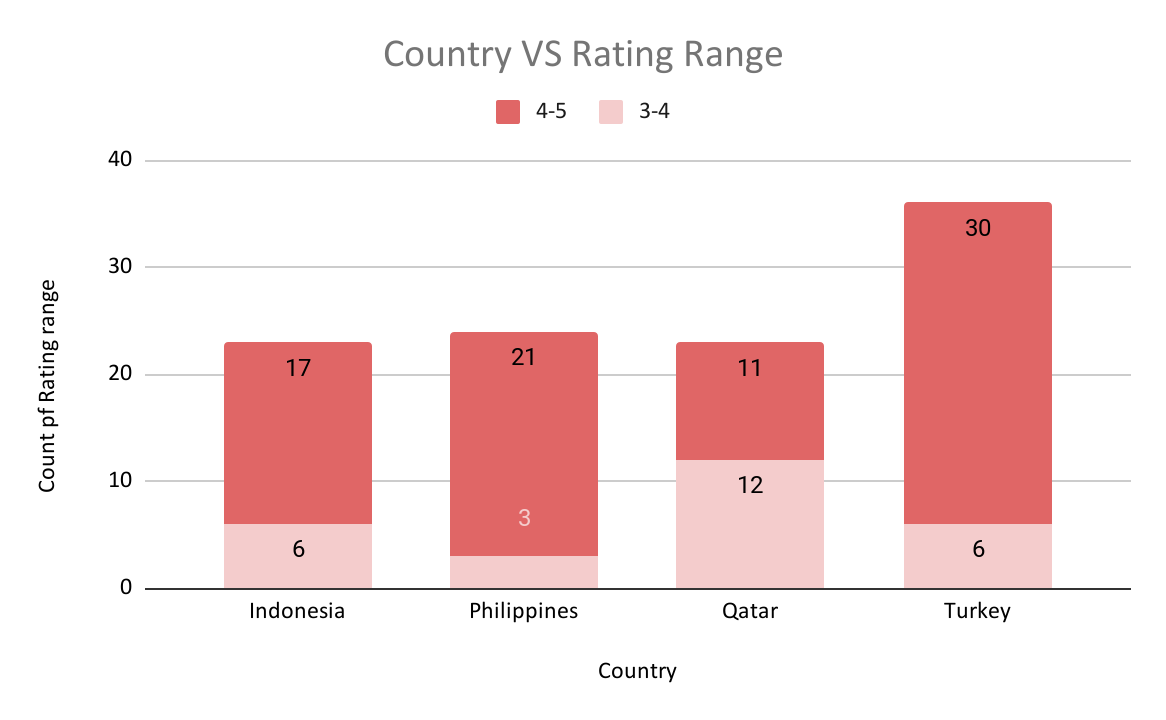 Country VS Rating Range
4-5 3-4
40
30
20
10
0
Count pf Rating range
17 21 11 30
6 3 12 6
Indonesia Philippines Qatar Turkey
Country